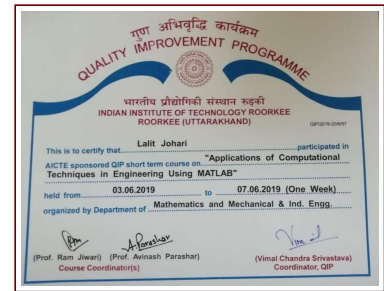 गुण अभिवृद्धि कार्यक्रम
QUALITY IMPROVEMENT PROGRAMME
भारतीय प्रौद्योगिकी संस्थान रुड़की
INDIAN INSTITUTE OF TECHNOLOGY ROORKEE
ROORKEE (UTTARAKHAND)
This is to certify that Lalit Johari participated in
AICTE sponsored QIP short term course on "Applications of Computational
Techniques in Engineering Using MATLAB"
held from 03.06.2019 to 07.06.2019 (One Week)
organized by Department of Mathematics and Mechanical & Ind. Engg.
A. Parashar
(Prof. Ram Jiwari) (Prof. Avinash Parashar) (Vimal Chandra Srivastava)
Course Coordinator(s) Coordinator, QIP